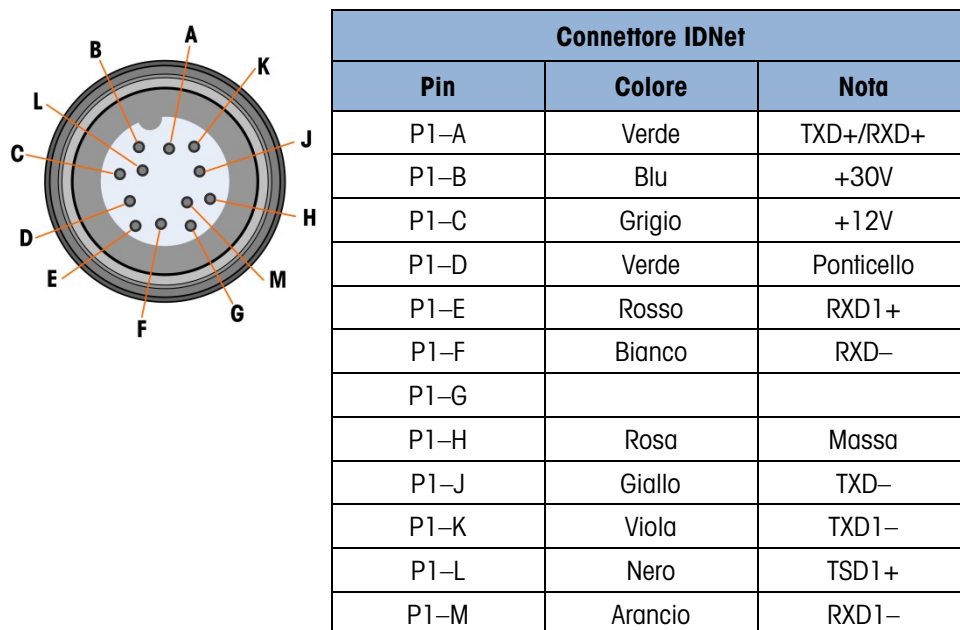 A
B
K
L
J
C
H
D
E
M
G
F
Connettore IDNet
Pin Colore Nota
P1–A Verde TXD+/RXD+
P1–B Blu +30V
P1–C Grigio +12V
P1–D Verde Ponticello
P1–E Rosso RXD1+
P1–F Bianco RXD–
P1–G
P1–H Rosa Massa
P1–J Giallo TXD–
P1–K Viola TXD1–
P1–L Nero TSD1+
P1–M Arancio RXD1–